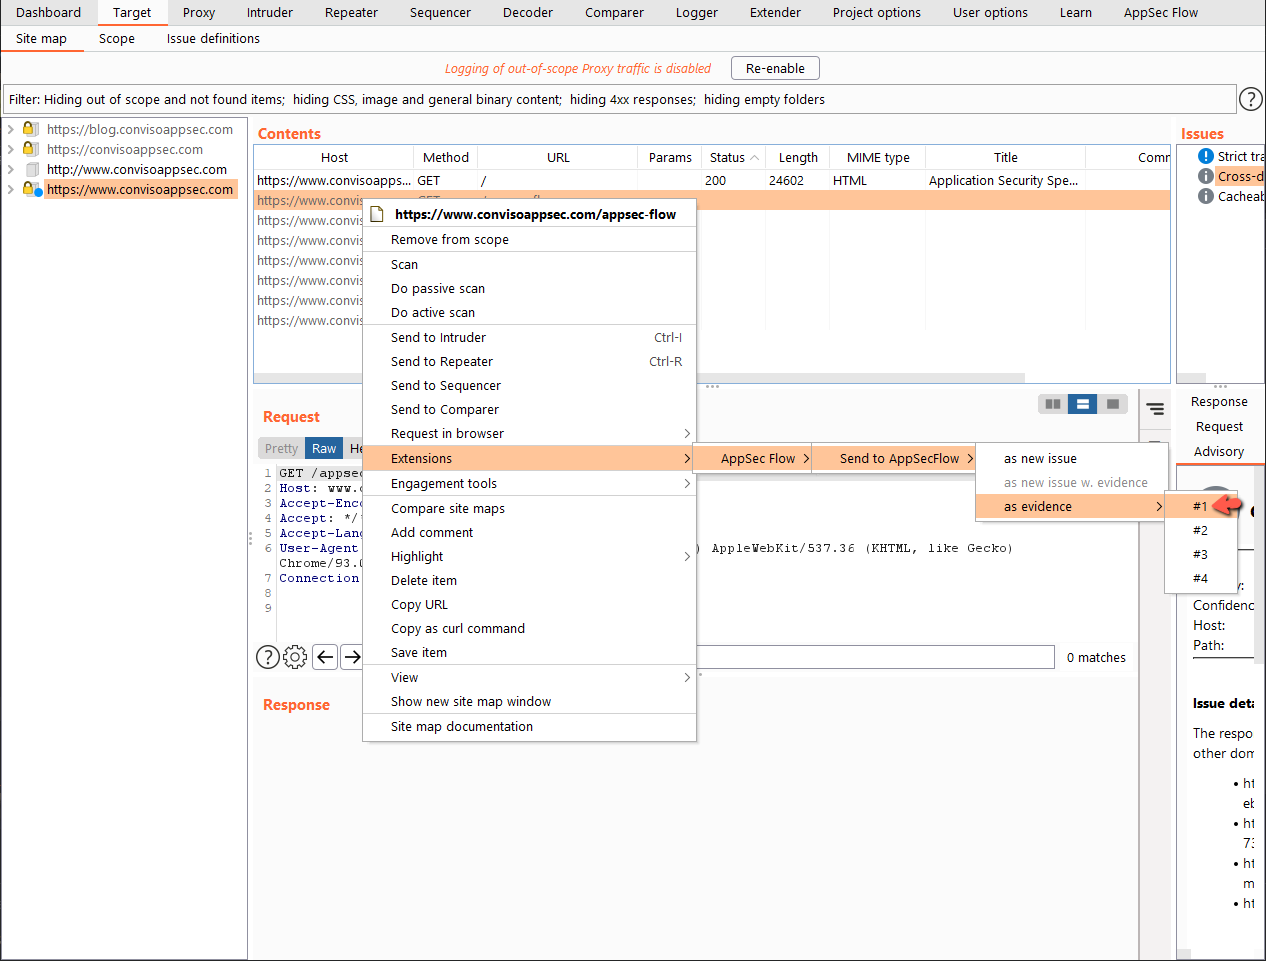 Dashboard Target Proxy Intruder Repeater Sequencer Decoder Comparer Logger Extender Project options User options Learn AppSec Flow
Site map Scope Issue definitions
Logging of out-of-scope Proxy traffic is disabled Re-enable
Filter: Hiding out of scope and not found items; hiding CSS, image and general binary content; hiding 4xx responses; hiding empty folders ?
https://blog.convisoappsec.com
https://convisoappsec.com
http://www.convisoappsec.com
https://www.convisoappsec.com
Contents
Host Method URL Params Status Length MIME type Title Comm
https://www.convisoapps... GET / 200 24602 HTML Application Security Spe...
https://www.convis
https://www.convis
https://www.convis
https://www.convis
https://www.convis
https://www.convis
https://www.convis
https://www.convisoappsec.com/appsec-flow
Remove from scope
Scan
Do passive scan
Do active scan
Send to Intruder Ctrl-I
Send to Repeater Ctrl-R
Send to Sequencer
Send to Comparer
Request in browser
Extensions
Engagement tools
Compare site maps
Add comment
Highlight
Delete item
Copy URL
Copy as curl command
Save item
View
Show new site map window
Site map documentation
AppSec Flow
Send to AppSecFlow
as new issue
as new issue w. evidence
as evidence
#1
#2
#3
#4
Request
Pretty Raw He
1 GET /appsec
2 Host: www.c
3 Accept-Enco
4 Accept: */
5 Accept-Lang
6 User-Agent ) AppleWebKit/537.36 (KHTML, like Gecko)
Chrome/93.0
7 Connection
8
9
? 0 matches
Response
Issues
Strict tra
Cross-d
Cacheab
Response
Request
Advisory
y:
Confidenc
Host:
Path:
Issue deta
The respo
other dom
• ht
eb
• ht
73
• ht
m
• ht